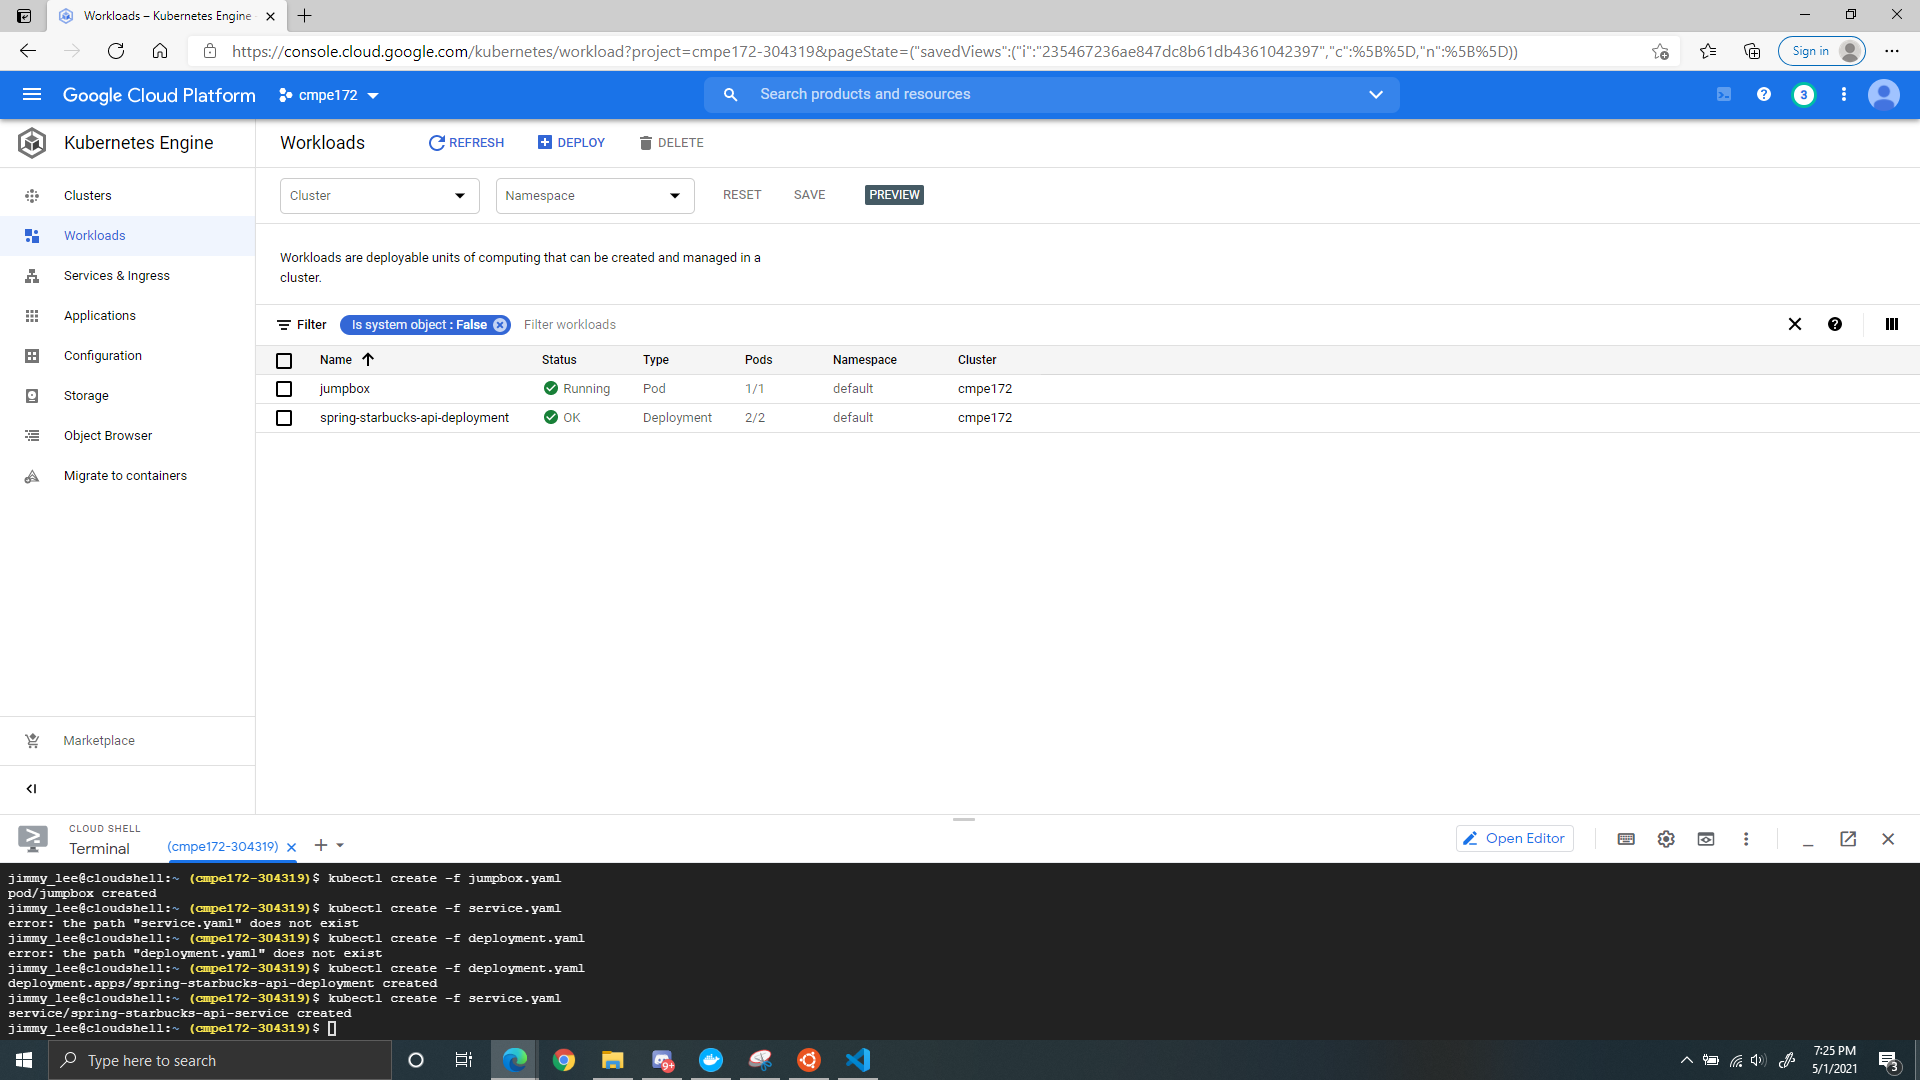 Workloads – Kubernetes Engine
https://console.cloud.google.com/kubernetes/workload?project=cmpe172-304319&pageState=("savedViews":("i":"235467236ae847dc8b61db4361042397","c":%5B%5D,"n":%5B%5D))
Sign in
Google Cloud Platform
cmpe172
Search products and resources
3
Kubernetes Engine
Workloads
REFRESH
DEPLOY
DELETE
Clusters
Workloads
Services & Ingress
Applications
Configuration
Storage
Object Browser
Migrate to containers
Marketplace
Cluster
Namespace
RESET
SAVE
PREVIEW
Workloads are deployable units of computing that can be created and managed in a
cluster.
Filter
Is system object : False
Filter workloads
Name Status Type Pods Namespace Cluster
jumpbox Running Pod 1/1 default cmpe172
spring-starbucks-api-deployment OK Deployment 2/2 default cmpe172
CLOUD SHELL
Terminal
(cmpe172-304319)
Open Editor
jimmy_lee@cloudshell:~ (cmpe172-304319)$ kubectl create -f jumpbox.yaml
pod/jumpbox created
jimmy_lee@cloudshell:~ (cmpe172-304319)$ kubectl create -f service.yaml
error: the path "service.yaml" does not exist
jimmy_lee@cloudshell:~ (cmpe172-304319)$ kubectl create -f deployment.yaml
error: the path "deployment.yaml" does not exist
jimmy_lee@cloudshell:~ (cmpe172-304319)$ kubectl create -f deployment.yaml
deployment.apps/spring-starbucks-api-deployment created
jimmy_lee@cloudshell:~ (cmpe172-304319)$ kubectl create -f service.yaml
service/spring-starbucks-api-service created
jimmy_lee@cloudshell:~ (cmpe172-304319)$
Type here to search
9+
7:25 PM
5/1/2021
3